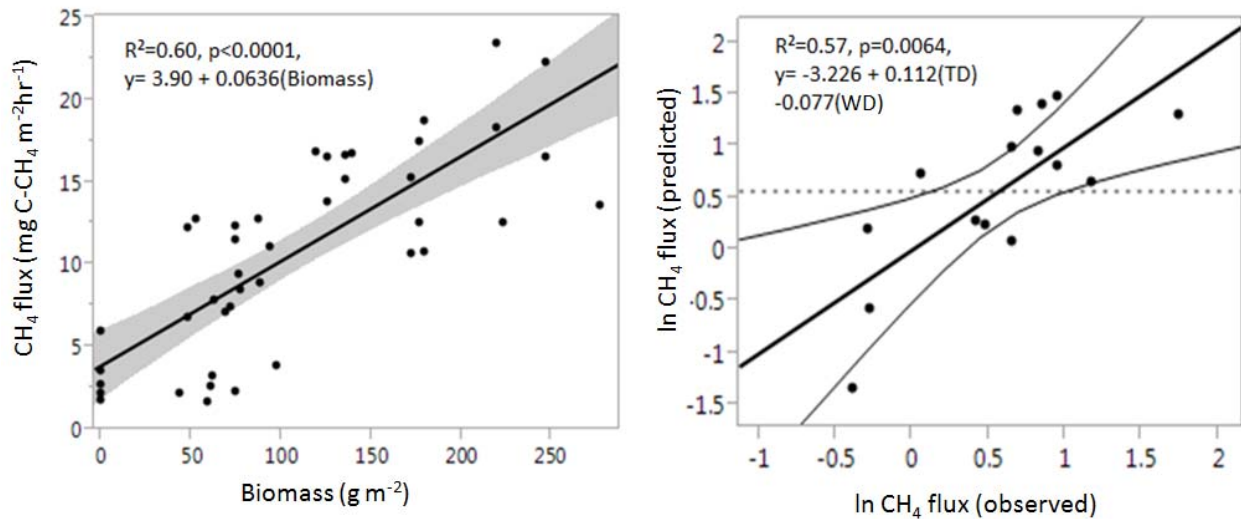 25
20
15
10
5
0
CH₄ flux (mg C-CH₄ m⁻²hr⁻¹)
R²=0.60, p<0.0001,
y= 3.90 + 0.0636(Biomass)
0 50 100 150 200 250
Biomass (g m⁻²)
2
1.5
1
0.5
0
-0.5
-1
-1.5
ln CH₄ flux (predicted)
R²=0.57, p=0.0064,
y= -3.226 + 0.112(TD)
-0.077(WD)
-1 -0.5 0 0.5 1 1.5 2
ln CH₄ flux (observed)